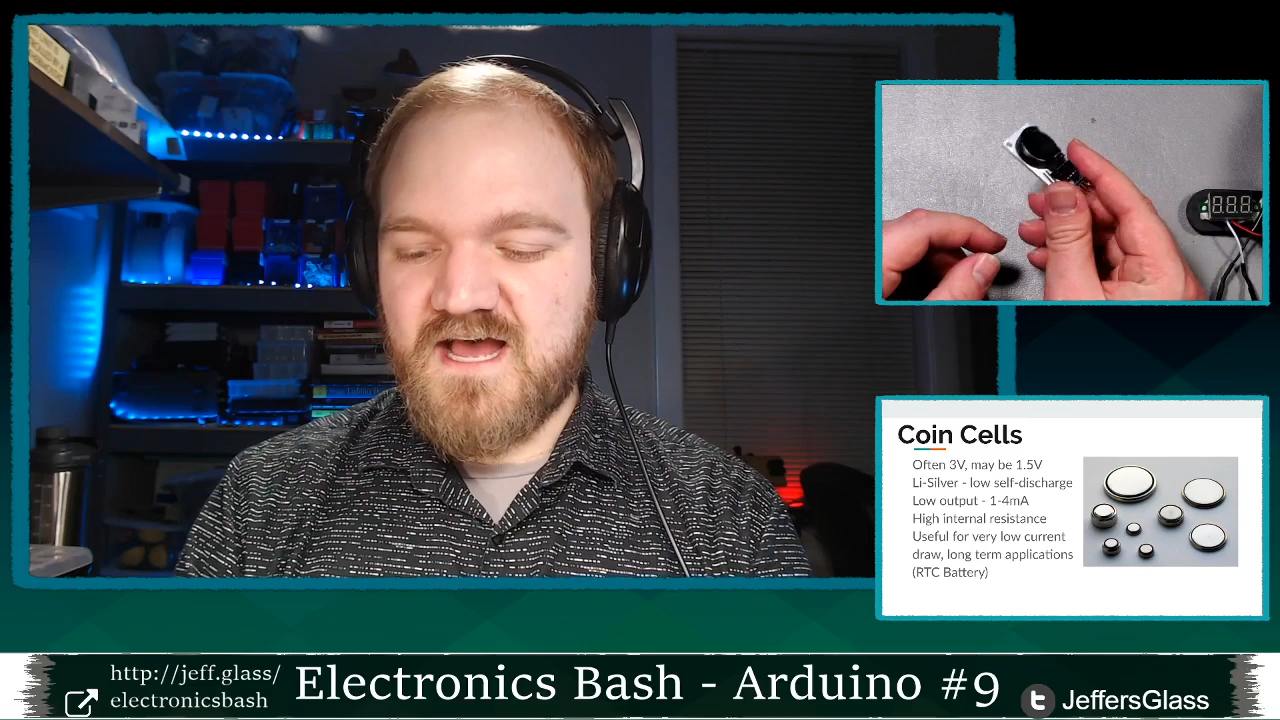 Coin Cells
Often 3V, may be 1.5V
Li-Silver - low self-discharge
Low output - 1-4mA
High internal resistance
Useful for very low current
draw, long term applications
(RTC Battery)
http://jeff.glass/
electronicsbash
Electronics Bash - Arduino #9
JeffersGlass